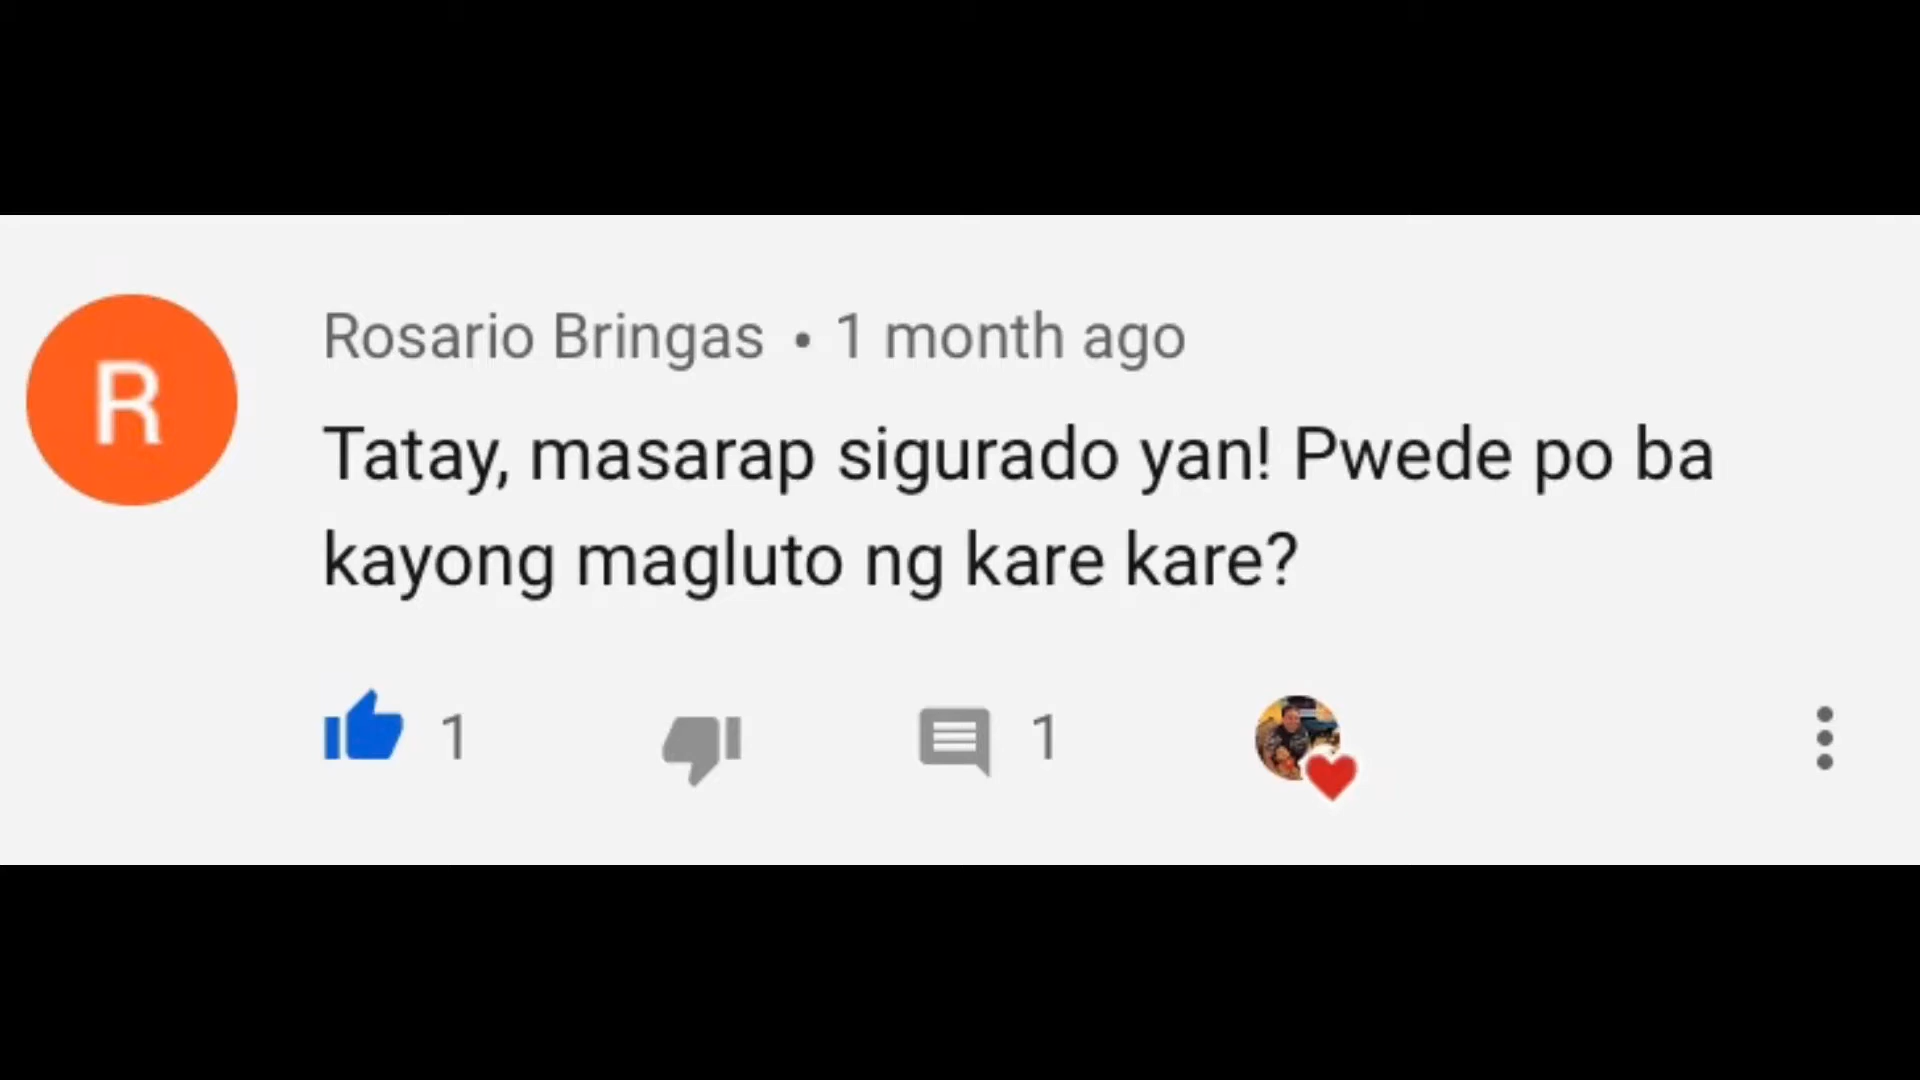 R
Rosario Bringas • 1 month ago
Tatay, masarap sigurado yan! Pwede po ba
kayong magluto ng kare kare?
1 1